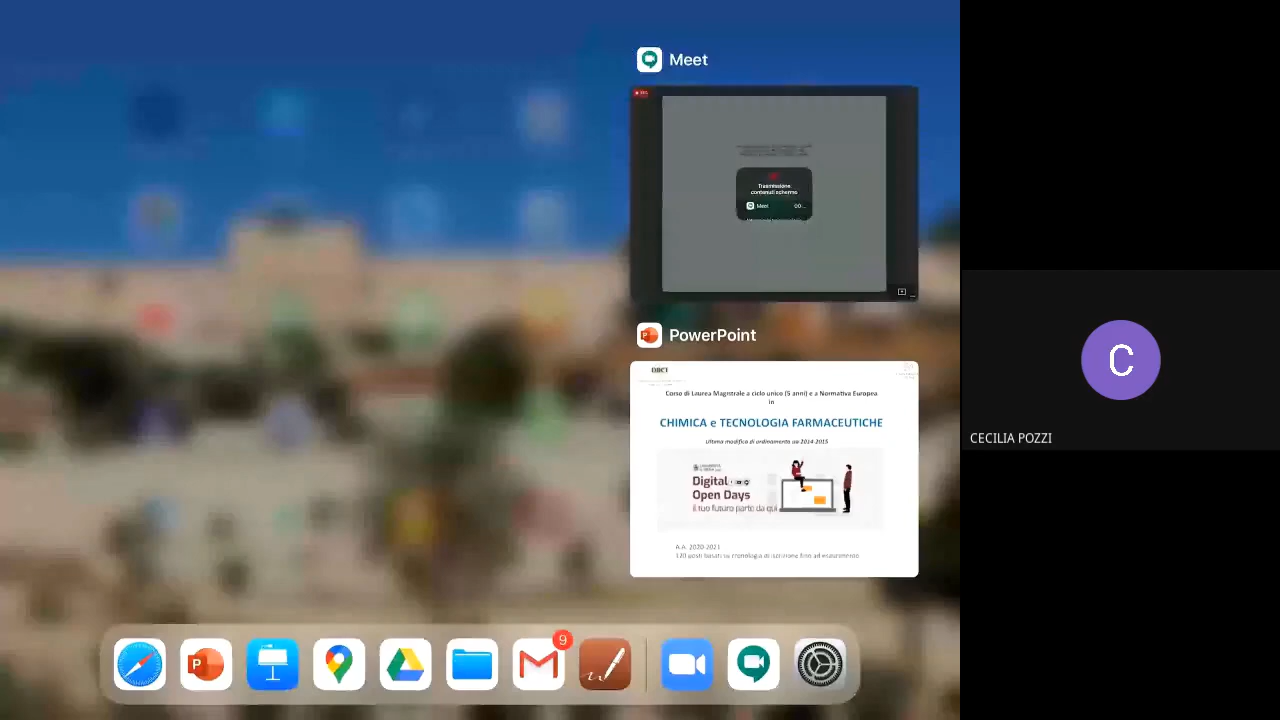 Meet
REC
Trasmissione
contenuti schermo
Meet
PowerPoint
Corso di Laurea Magistrale a ciclo unico (5 anni) e a Normativa Europea
in
CHIMICA e TECNOLOGIA FARMACEUTICHE
Ultima modifica di ordinamento aa 2014-2015
Digital
Open Days
il tuo futuro parte da qui
A.A. 2020-2021
120 posti basati su cronologia di iscrizione fino ad esaurimento
9
C
CECILIA POZZI